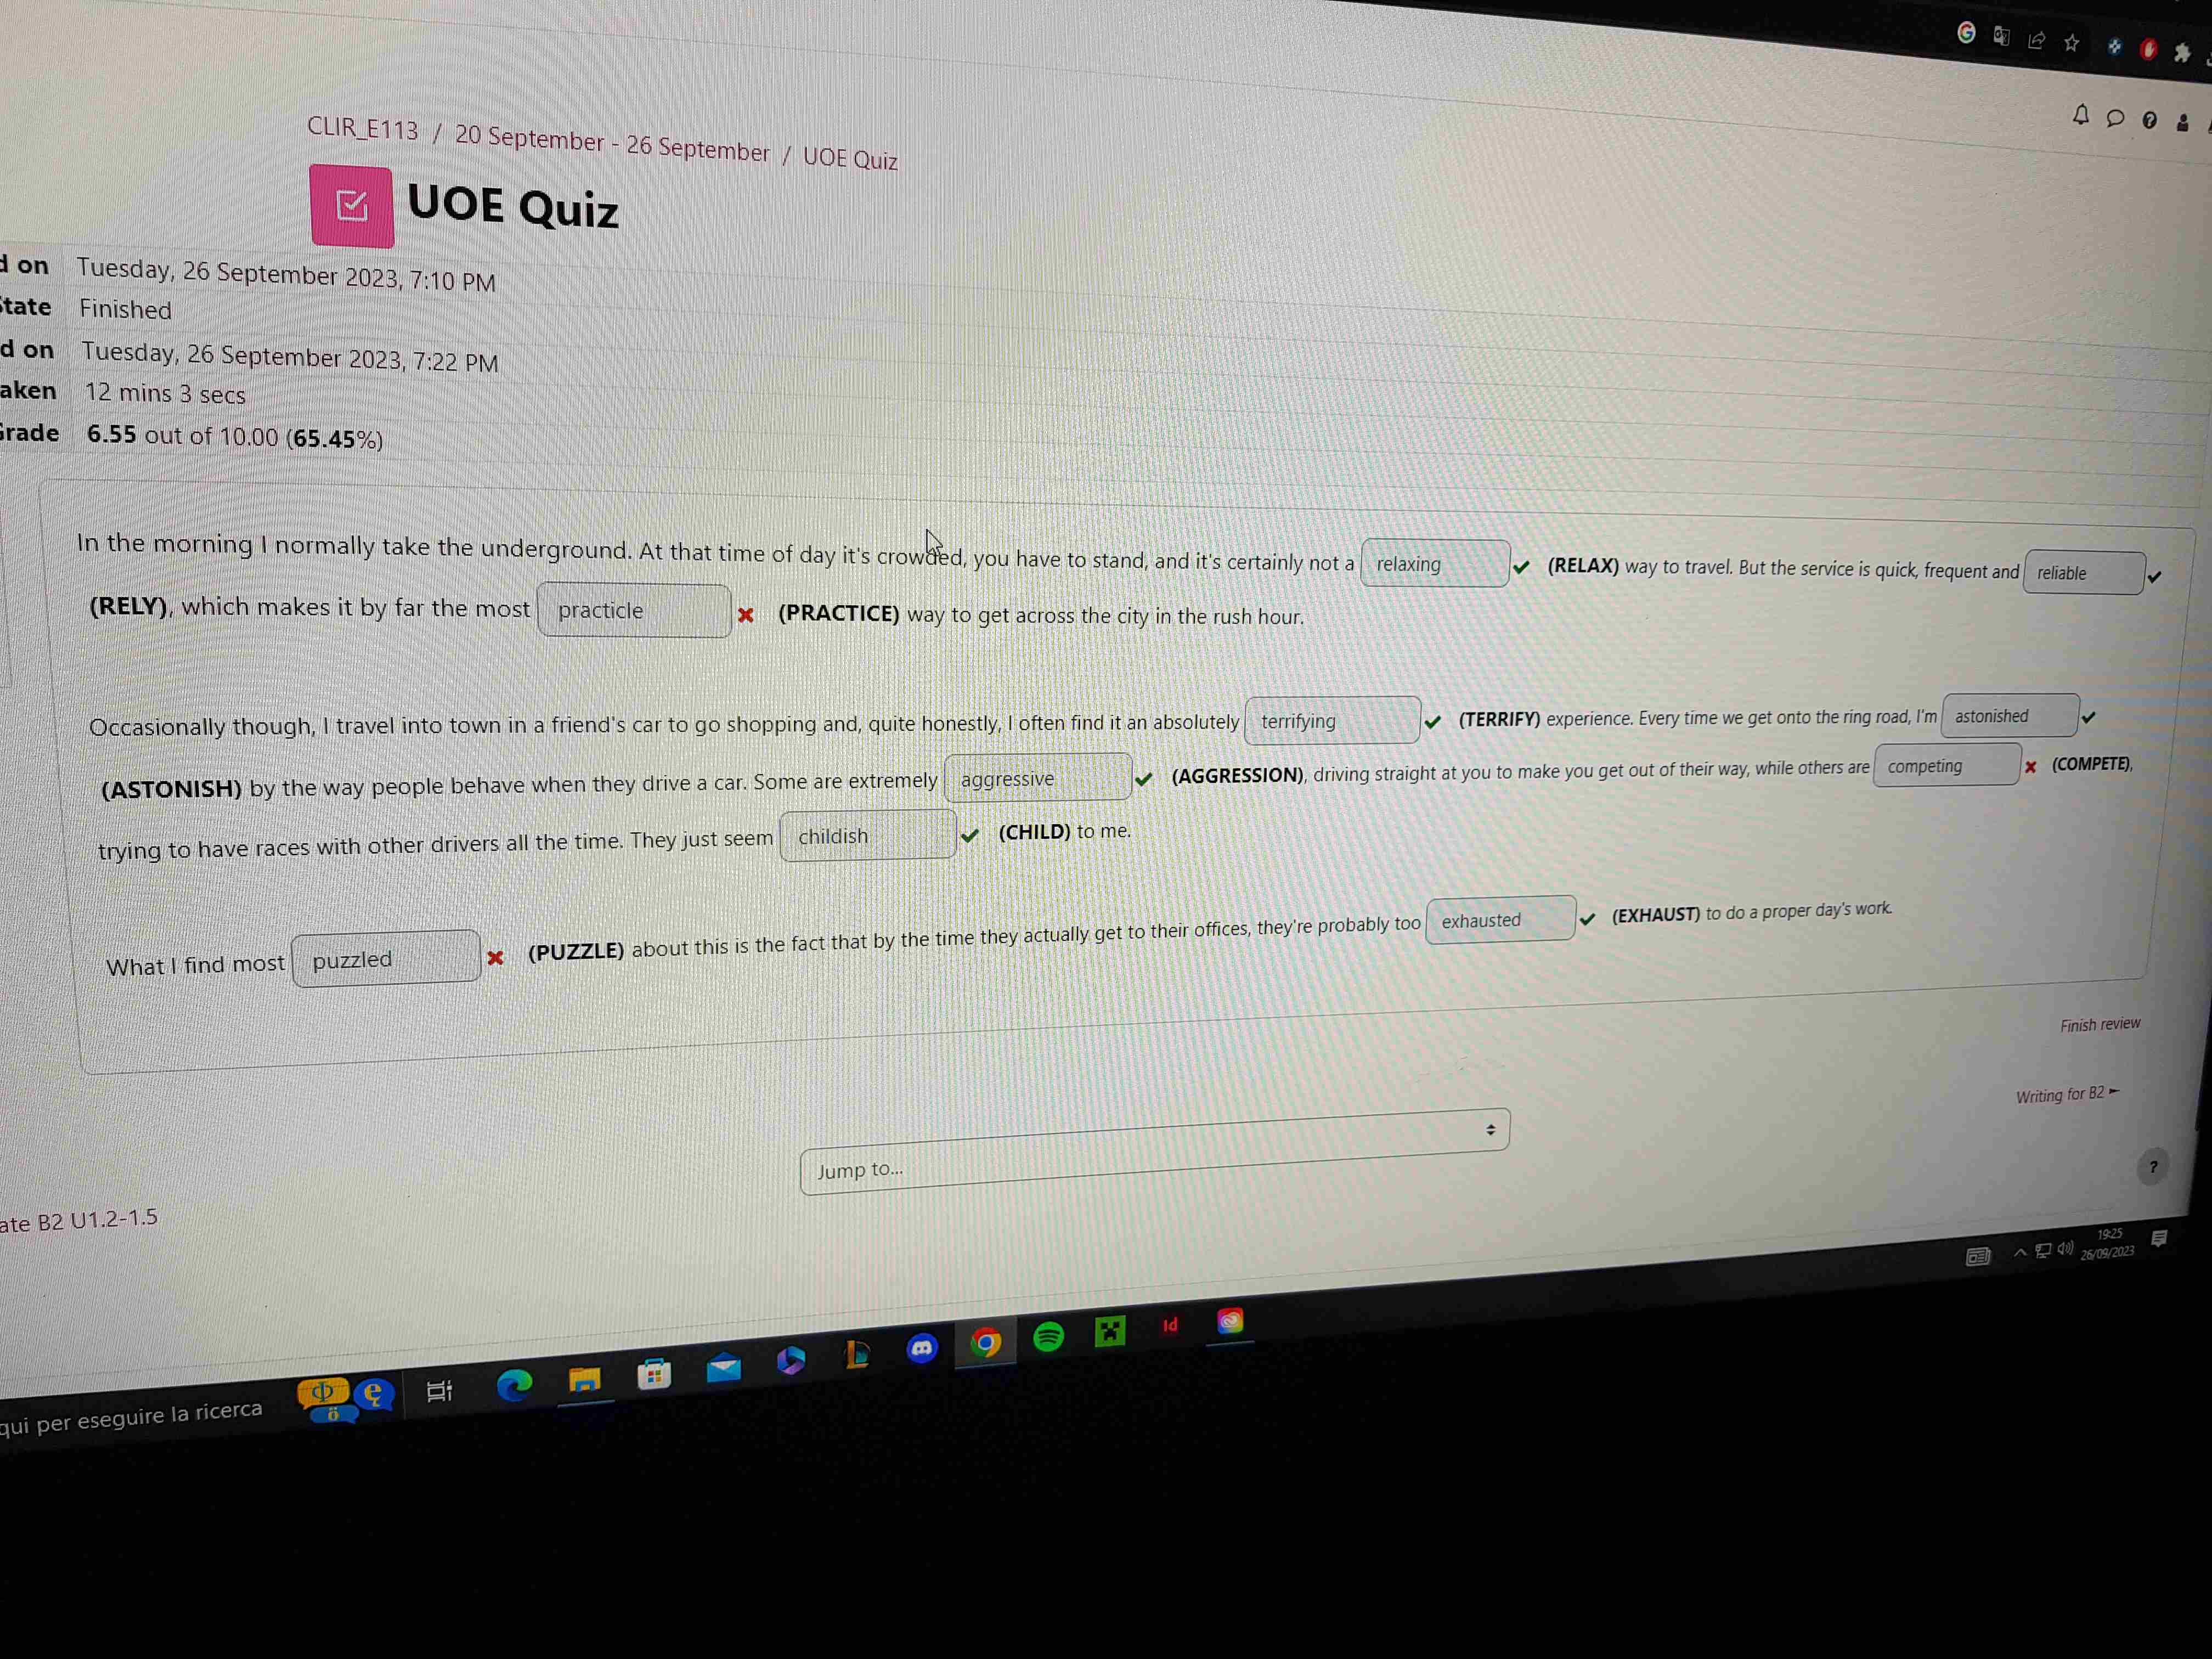 CLIR_E113 / 20 September - 26 September / UOE Quiz
UOE Quiz
d on Tuesday, 26 September 2023, 7:10 PM
State Finished
d on Tuesday, 26 September 2023, 7:22 PM
aken 12 mins 3 secs
Grade 6.55 out of 10.00 (65.45%)
In the morning I normally take the underground. At that time of day it's crowded, you have to stand, and it's certainly not a relaxing (RELAX) way to travel. But the service is quick, frequent and reliable
(RELY), which makes it by far the most practicle (PRACTICE) way to get across the city in the rush hour.
Occasionally though, I travel into town in a friend's car to go shopping and, quite honestly, I often find it an absolutely terrifying (TERRIFY) experience. Every time we get onto the ring road, I'm astonished
(ASTONISH) by the way people behave when they drive a car. Some are extremely aggressive (AGGRESSION), driving straight at you to make you get out of their way, while others are competing (COMPETE),
trying to have races with other drivers all the time. They just seem childish (CHILD) to me.
What I find most puzzled (PUZZLE) about this is the fact that by the time they actually get to their offices, they're probably too exhausted (EXHAUST) to do a proper day's work.
Finish review
Writing for B2 ►
Jump to...
?
ate B2 U1.2-1.5
19:25
26/09/2023
qui per eseguire la ricerca
Id